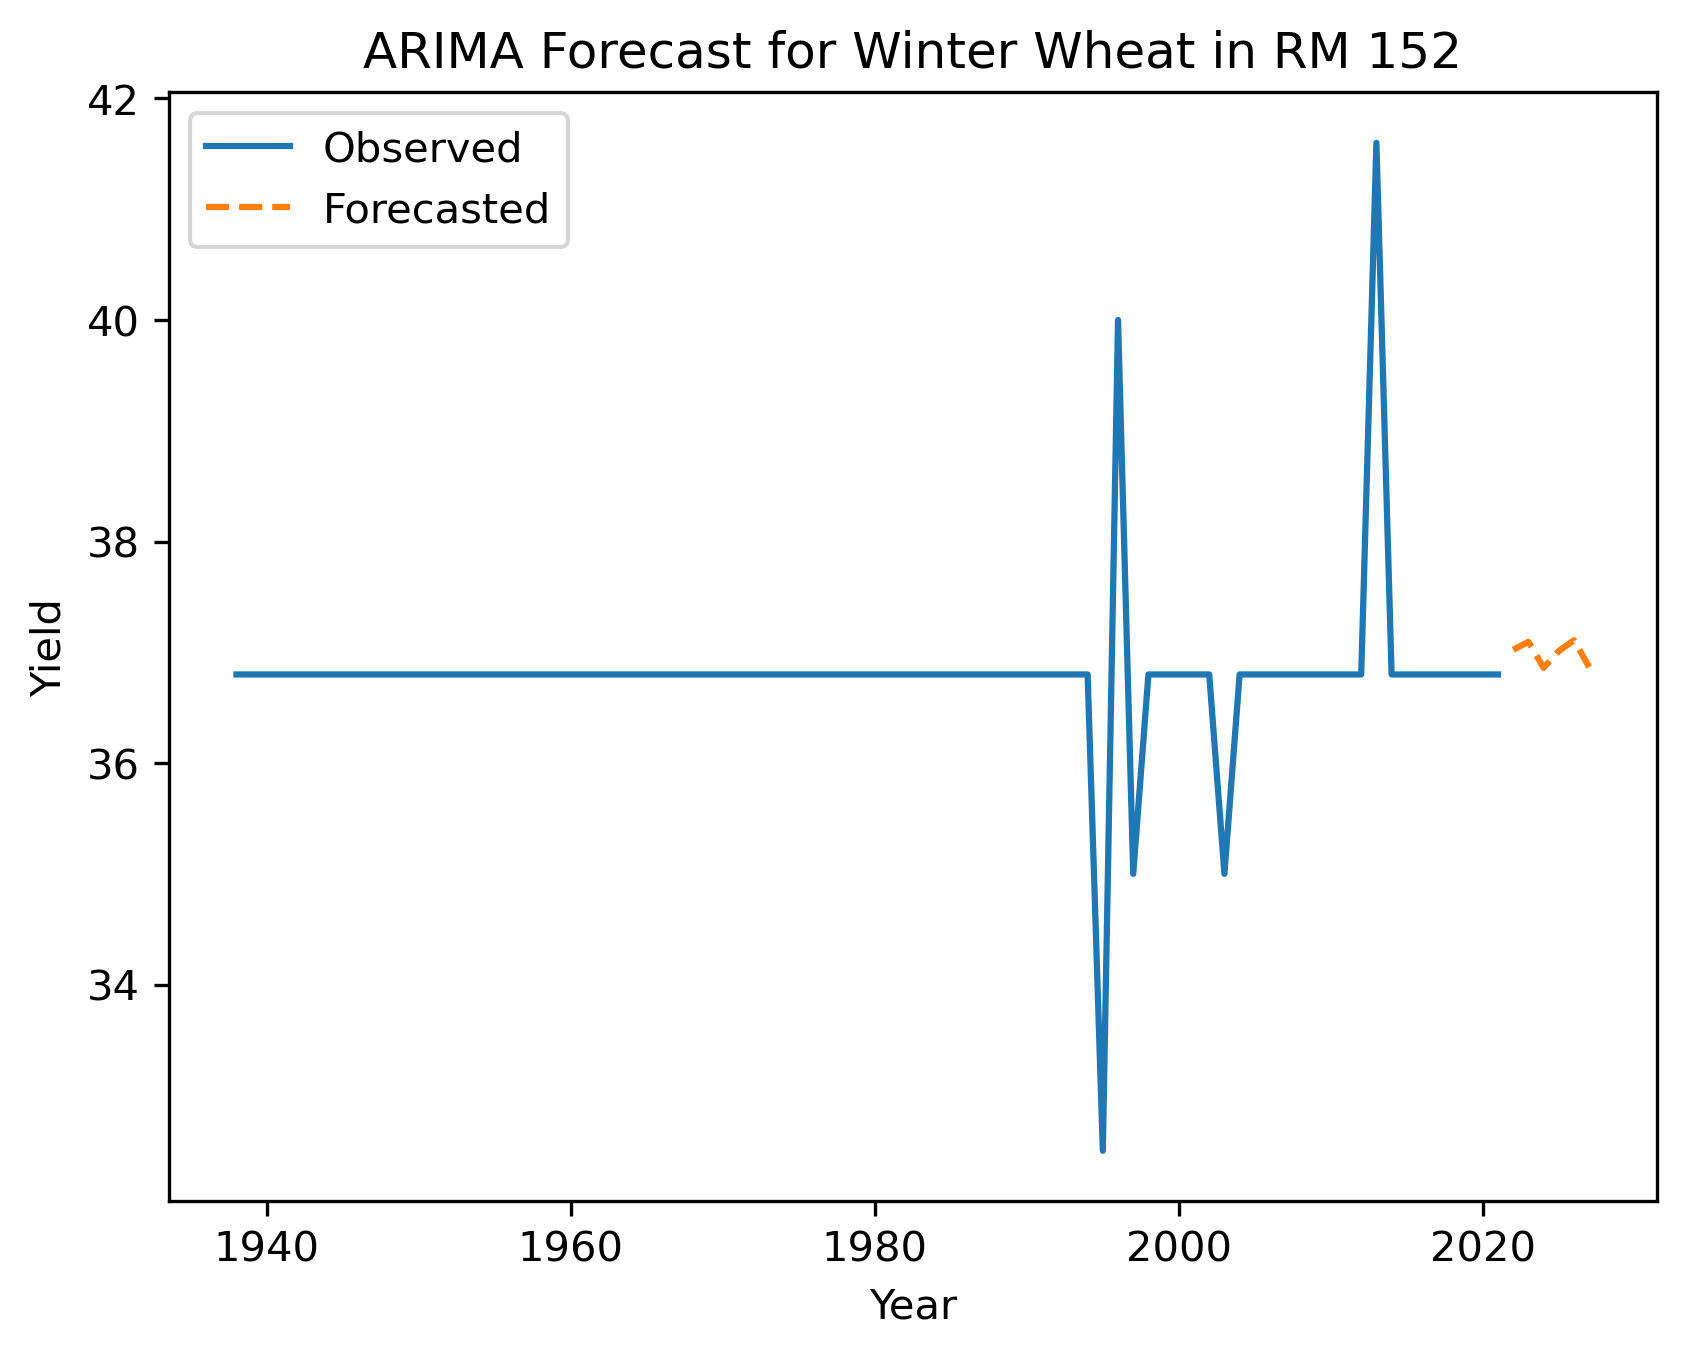 ARIMA Forecast for Winter Wheat in RM 152
42
40
38
36
34
Yield
Observed
Forecasted
1940
1960
1980
2000
2020
Year